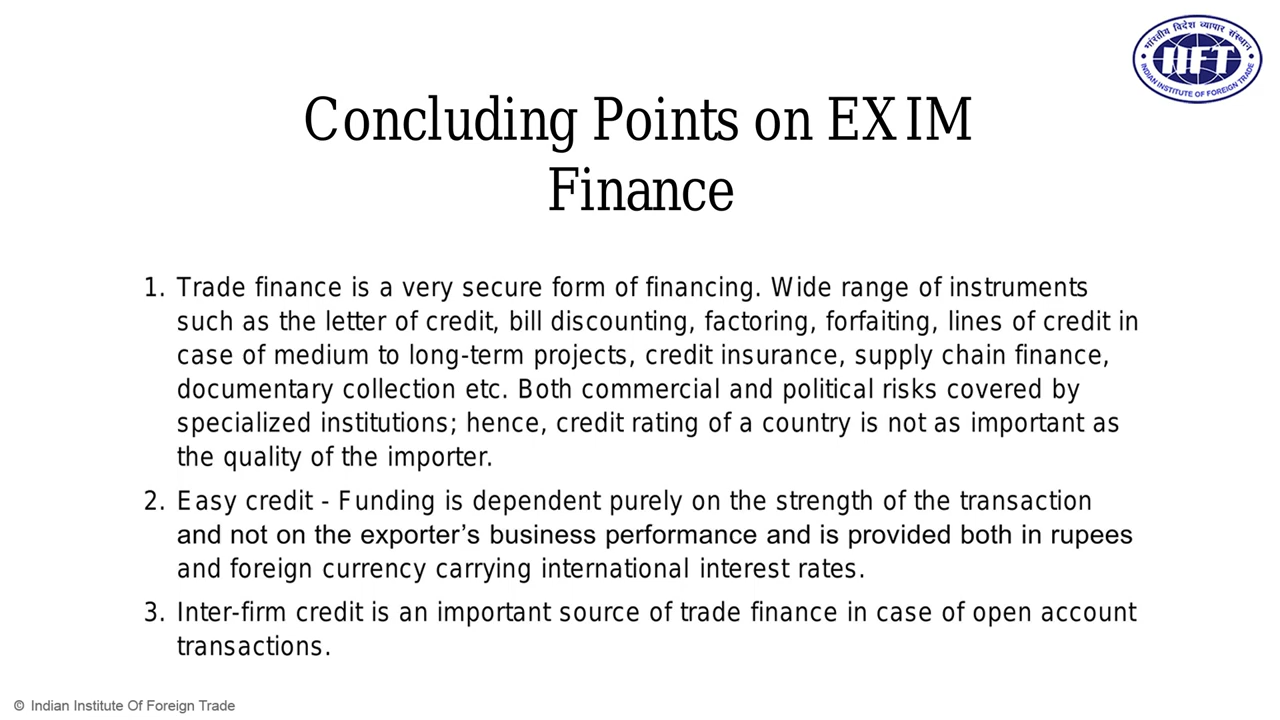 भारतीय विदेश व्यापार संस्थान
IIFT
INDIAN INSTITUTE OF FOREIGN TRADE
Concluding Points on EXIM
Finance
1. Trade finance is a very secure form of financing. Wide range of instruments
such as the letter of credit, bill discounting, factoring, forfaiting, lines of credit in
case of medium to long-term projects, credit insurance, supply chain finance,
documentary collection etc. Both commercial and political risks covered by
specialized institutions; hence, credit rating of a country is not as important as
the quality of the importer.
2. Easy credit - Funding is dependent purely on the strength of the transaction
and not on the exporter’s business performance and is provided both in rupees
and foreign currency carrying international interest rates.
3. Inter-firm credit is an important source of trade finance in case of open account
transactions.
© Indian Institute Of Foreign Trade